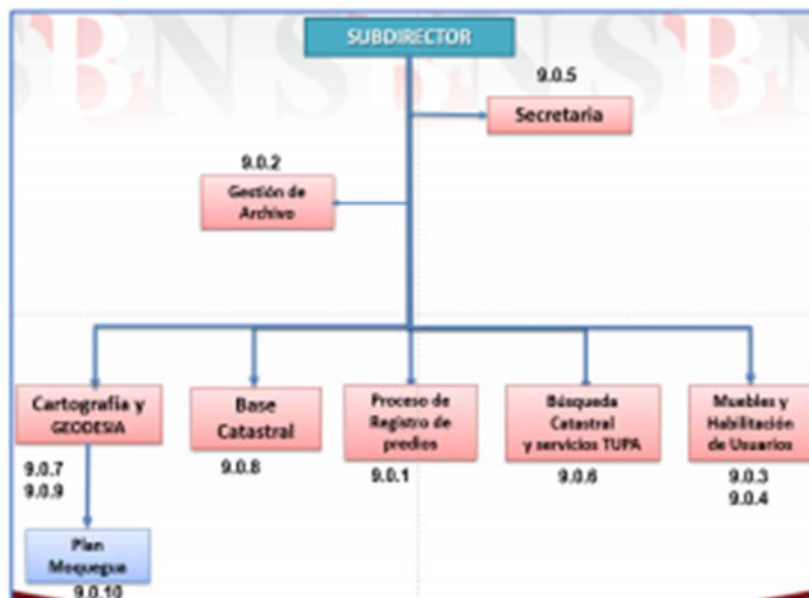 SBNSBNSBN
SUBDIRECTOR
9.0.5
Secretaria
9.0.2
Gestión de
Archivo
Cartografía y
GEODESIA
9.0.7
9.0.9
Base
Catastral
9.0.8
Proceso de
Registro de
predios
9.0.1
Búsqueda
Catastral
y servicios TUPA
9.0.6
Muebles y
Habilitación
de Usuarios
9.0.3
9.0.4
Plan
Moquegua
9.0.10